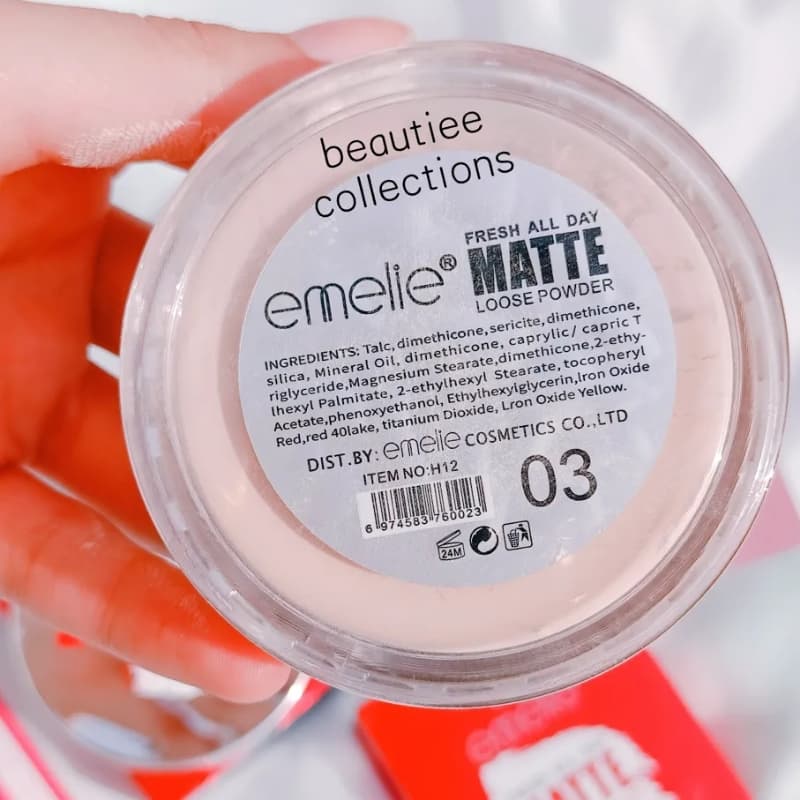 beautiee
collections
emelie®
FRESH ALL DAY
MATTE
LOOSE POWDER
INGREDIENTS: Talc, dimethicone, sericite, dimethicone,
silica, Mineral Oil, dimethicone, caprylic/ capric T
riglyceride,Magnesium Stearate,dimethicone,2-ethy-
lhexyl Palmitate, 2-ethylhexyl Stearate, tocopheryl
Acetate,phenoxyethanol, Ethylhexylglycerin,lron Oxide
Red,red 40lake, titanium Dioxide, Lron Oxide Yellow.
DIST.BY: emelie COSMETICS CO.,LTD
ITEM NO:H12
03
6 974583 760023
24M
emelie
MATTE